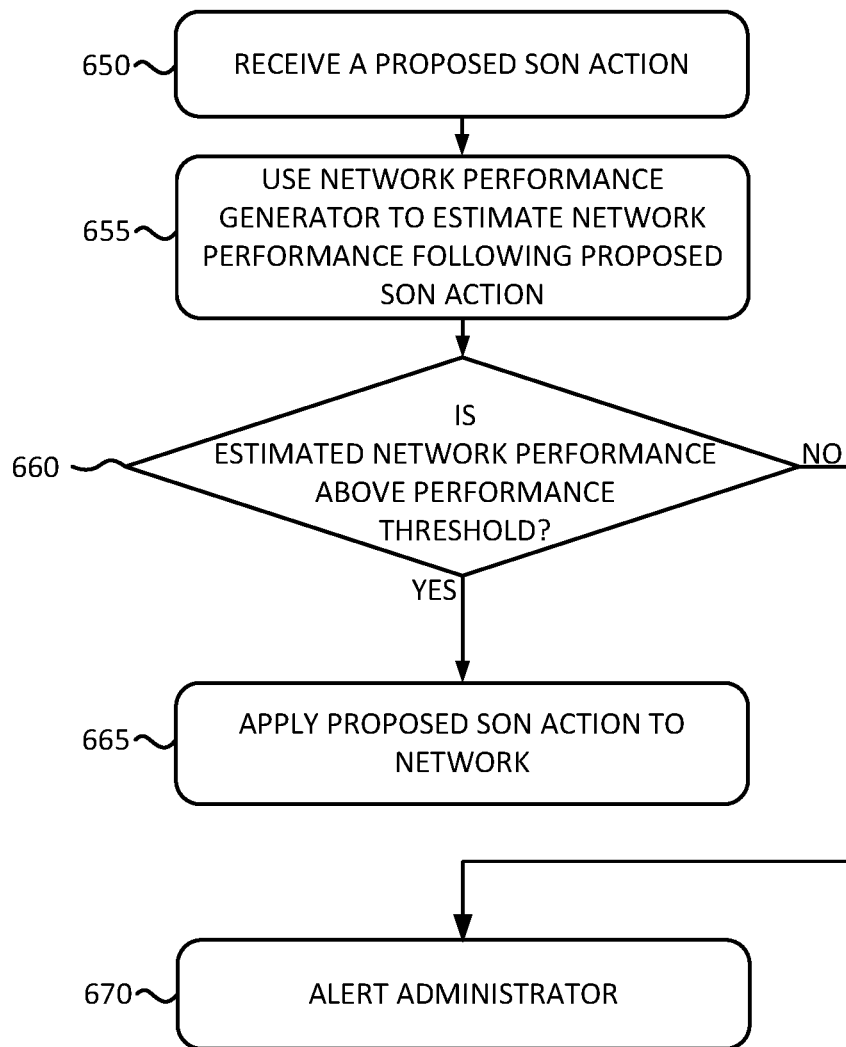 650
RECEIVE A PROPOSED SON ACTION
USE NETWORK PERFORMANCE
GENERATOR TO ESTIMATE NETWORK
655
PERFORMANCE FOLLOWING PROPOSED
SON ACTION
IS
ESTIMATED NETWORK PERFORMANCE
NO
660
ABOVE PERFORMANCE
THRESHOLD?
YES
APPLY PROPOSED SON ACTION TO
665
NETWORK
670
ALERT ADMINISTRATOR